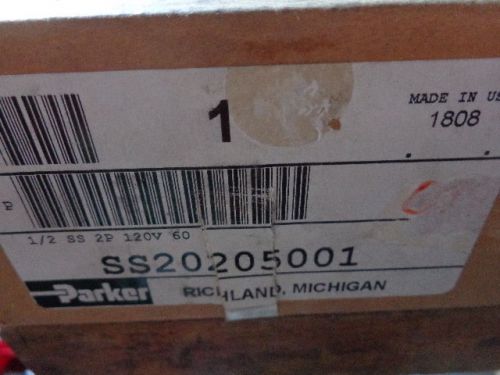 1
MADE IN US
1808
P
1/2 SS 2P 120V 60
SS20205001
Parker
RICHLAND, MICHIGAN